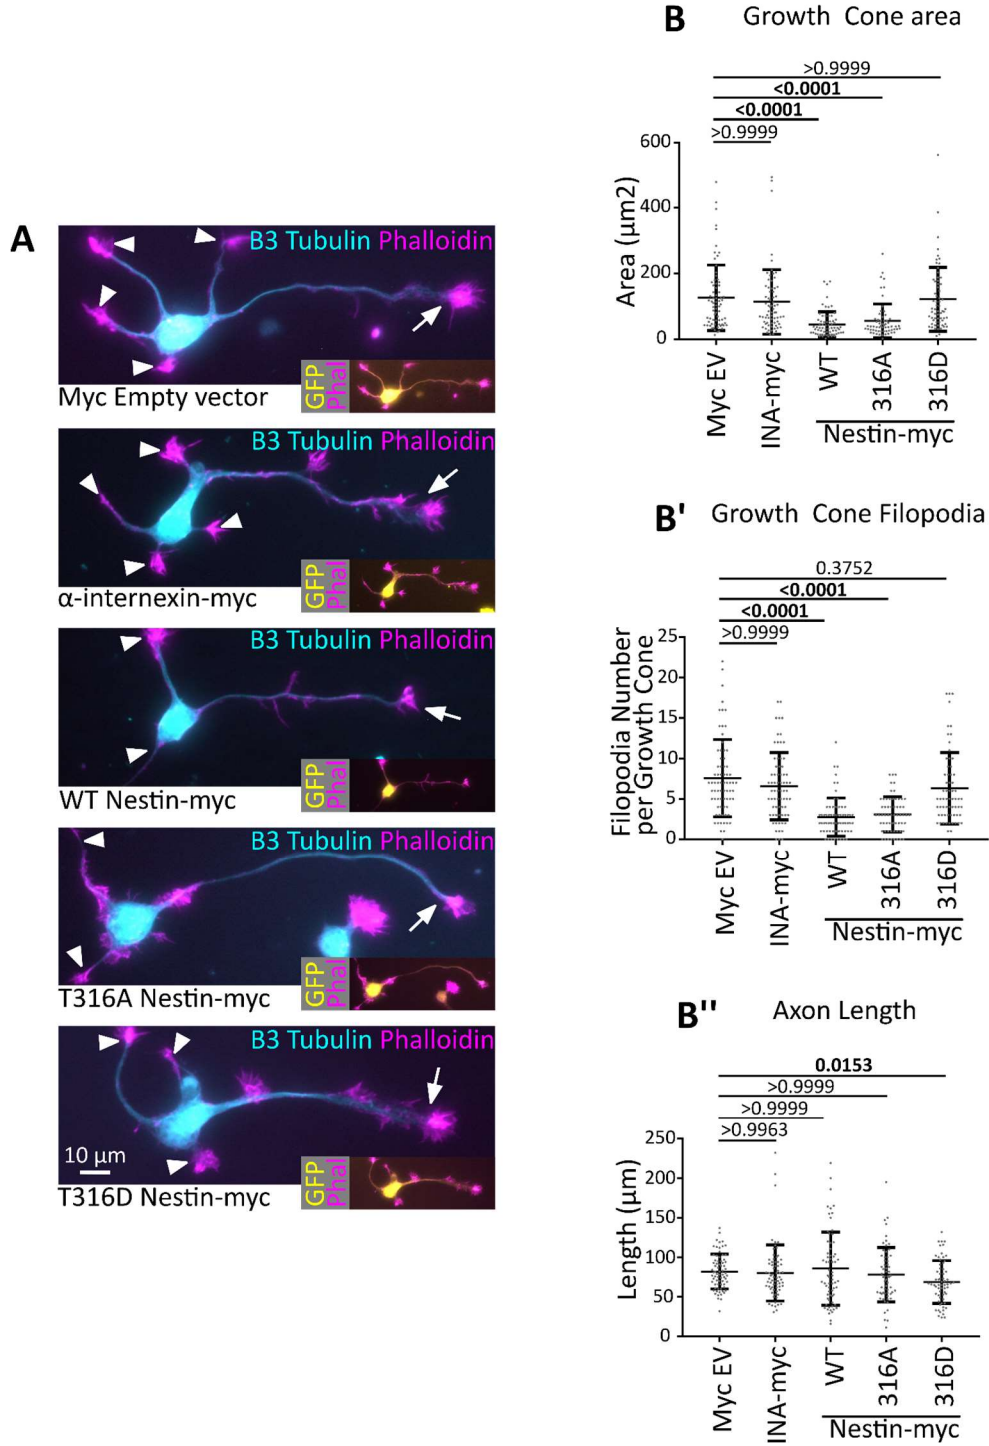 A
B3 Tubulin Phalloidin
GFP
Phal
Myc Empty vector
B3 Tubulin Phalloidin
GFP
Phal
α-internexin-myc
B3 Tubulin Phalloidin
GFP
Phal
WT Nestin-myc
B3 Tubulin Phalloidin
GFP
Phal
T316A Nestin-myc
B3 Tubulin Phalloidin
10 µm
GFP
Phal
T316D Nestin-myc
B Growth Cone area
>0.9999
<0.0001
<0.0001
>0.9999
600
400
200
0
Area (µm2)
Myc EV
INA-myc
WT
316A
316D
Nestin-myc
B' Growth Cone Filopodia
0.3752
<0.0001
<0.0001
>0.9999
25
20
15
10
5
0
Filopodia Number
per Growth Cone
Myc EV
INA-myc
WT
316A
316D
Nestin-myc
B'' Axon Length
0.0153
>0.9999
>0.9999
>0.9963
250
200
150
100
50
0
Length (µm)
Myc EV
INA-myc
WT
316A
316D
Nestin-myc